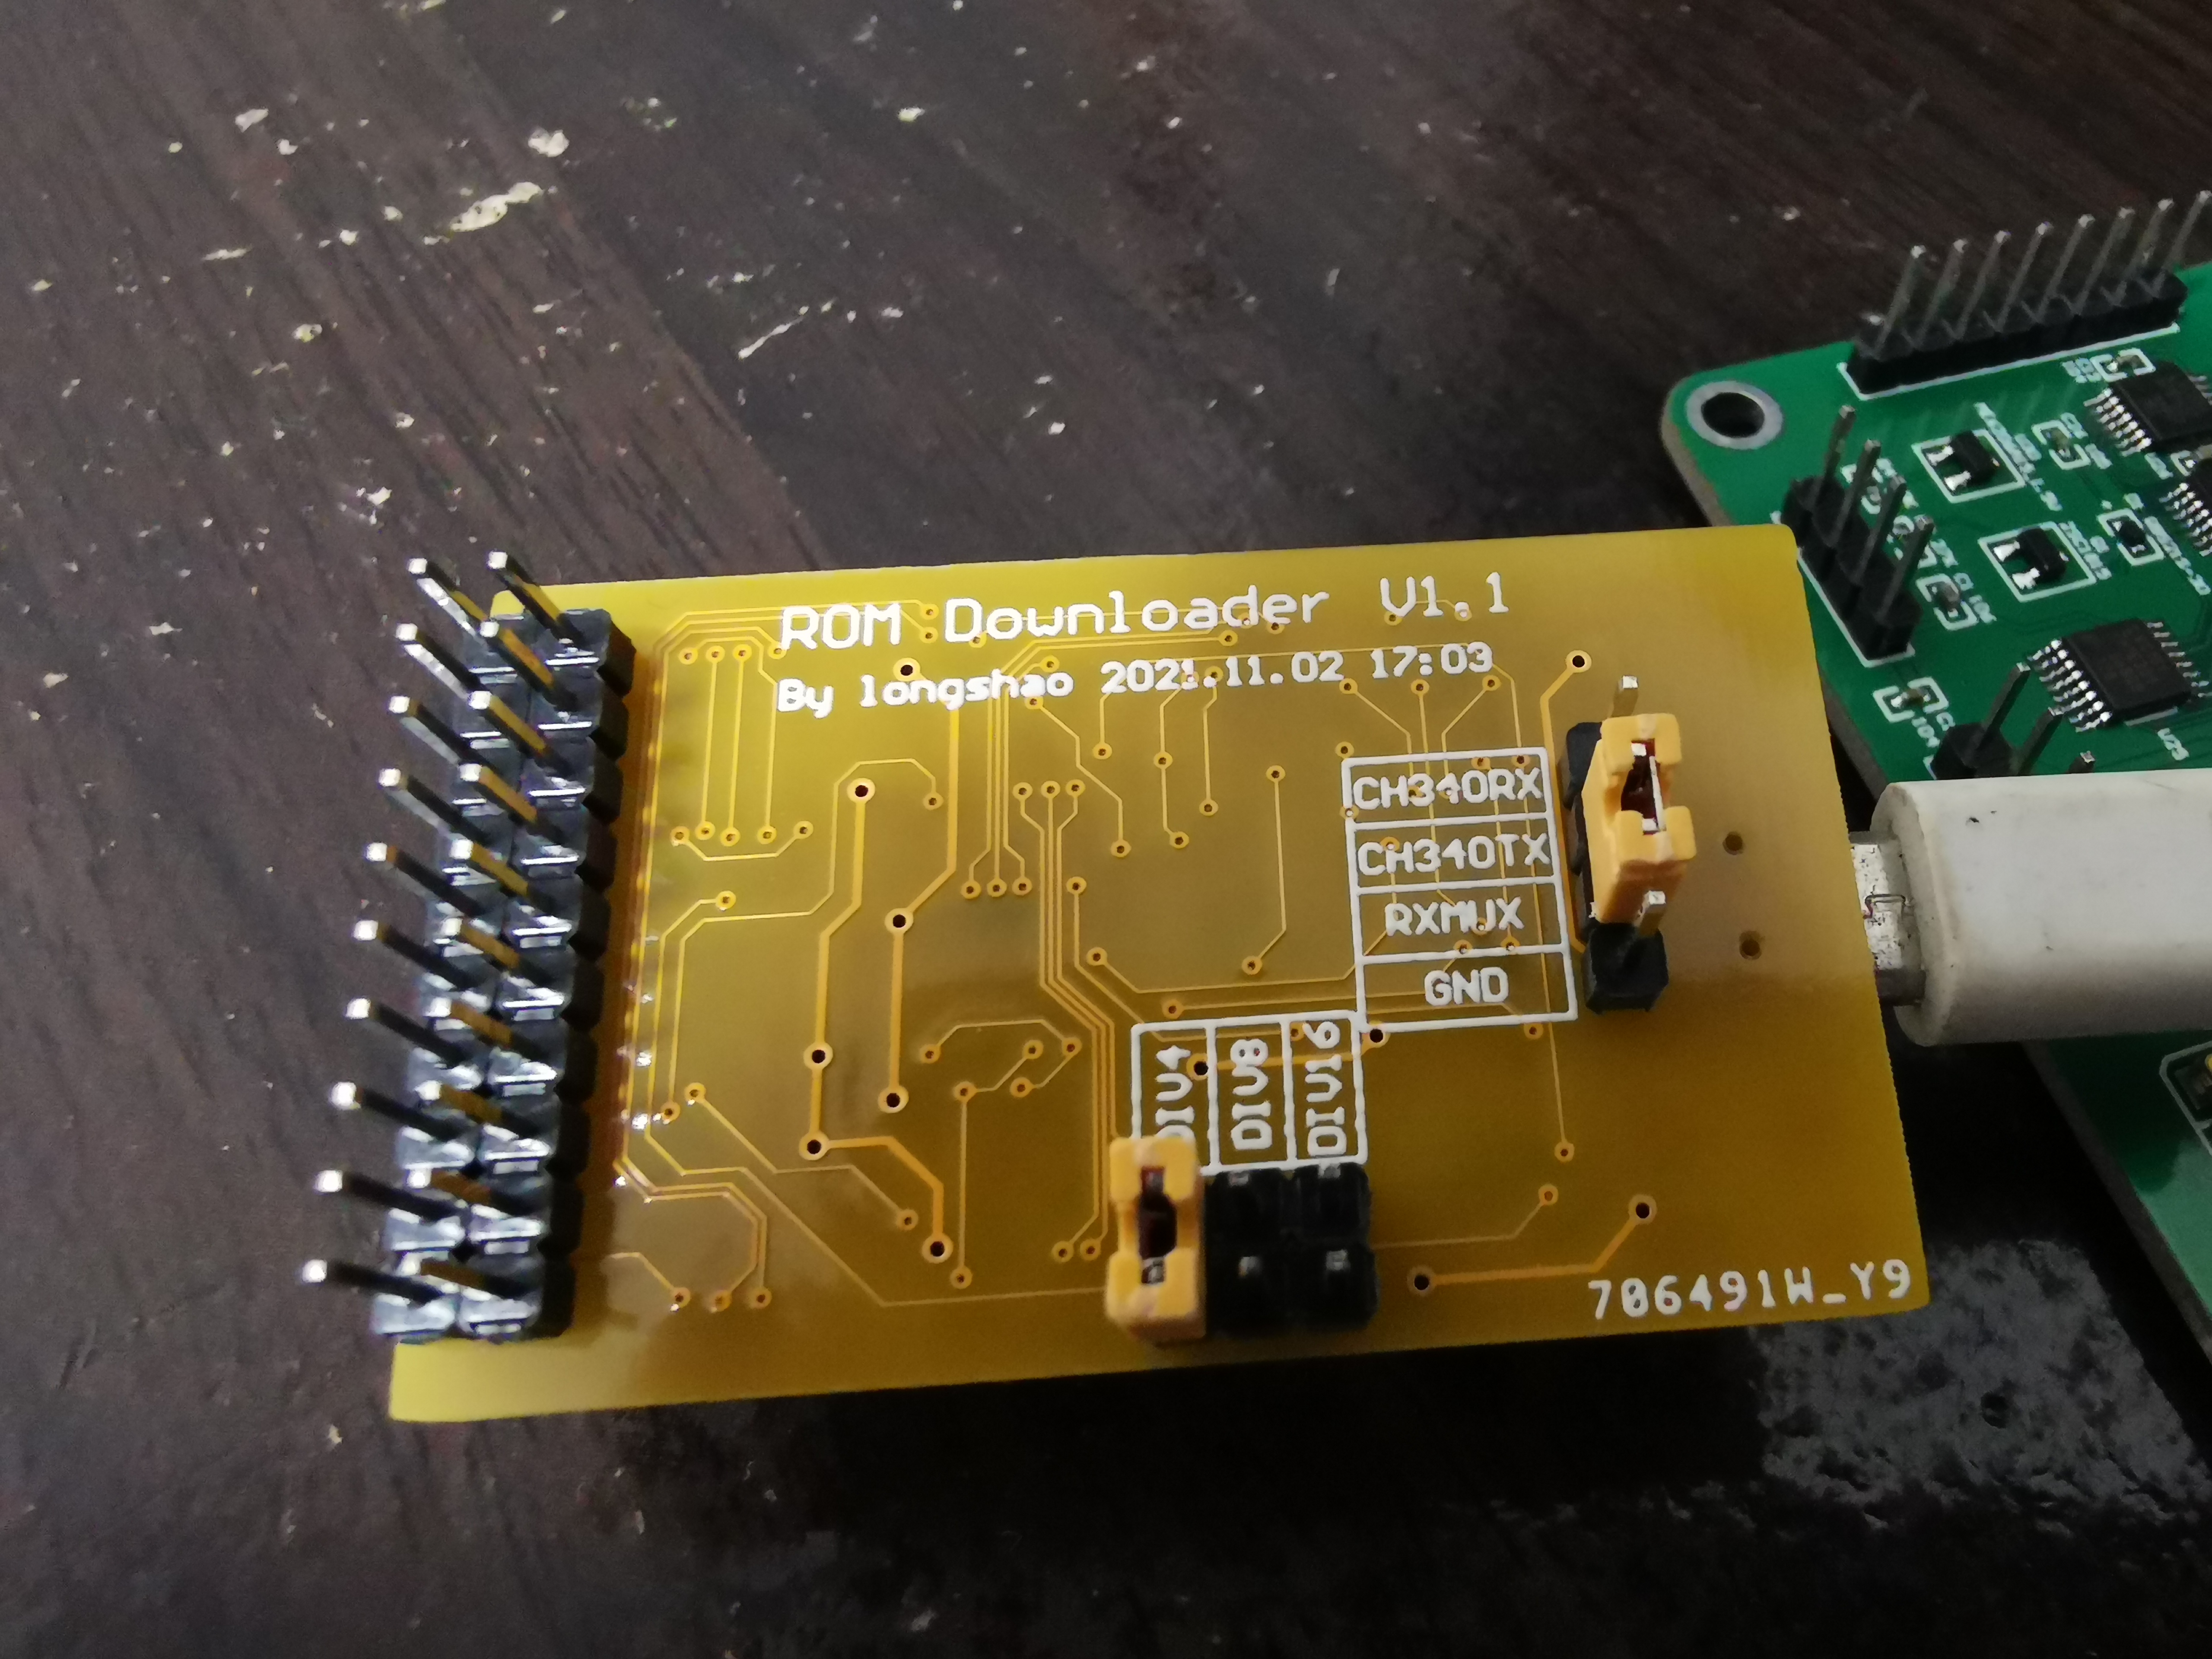 ROM Downloader V1.1
By longshao 2021.11.02 17:03
CH340RX
CH340TX
RXMUX
GND
DIV4
DIV8
DIV16
706491W_Y9